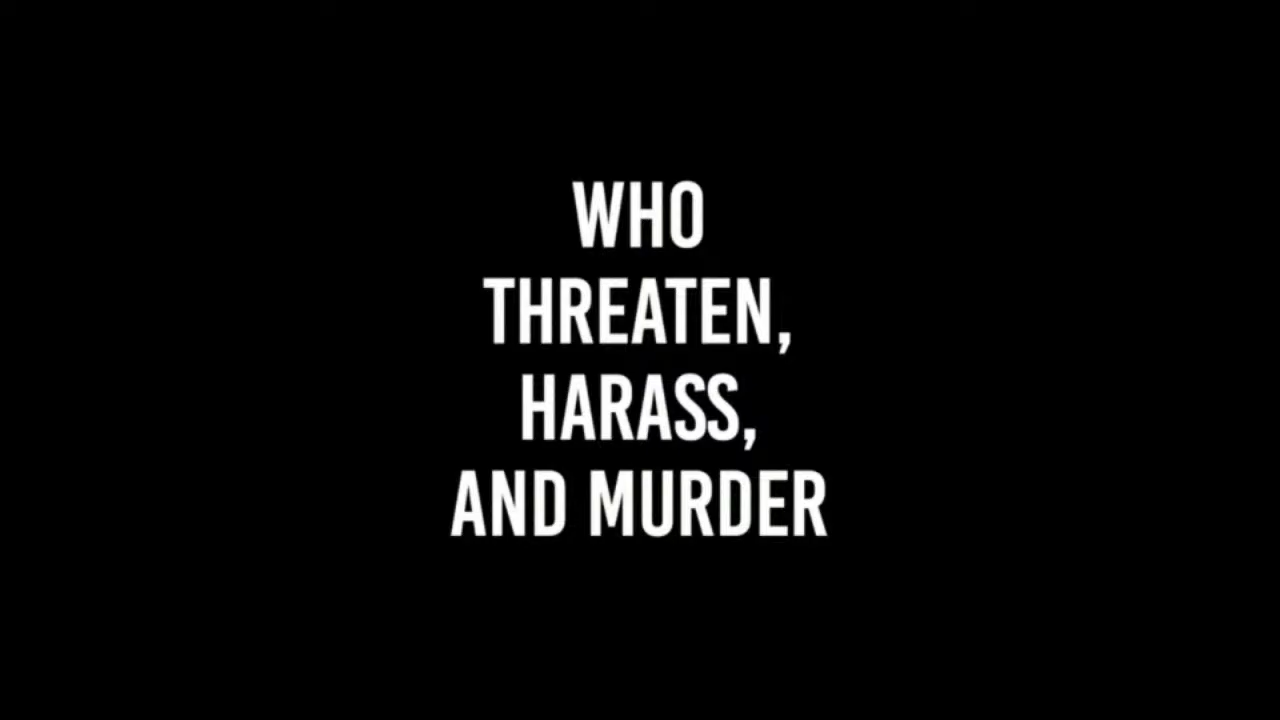 WHO
THREATEN,
HARASS,
AND MURDER